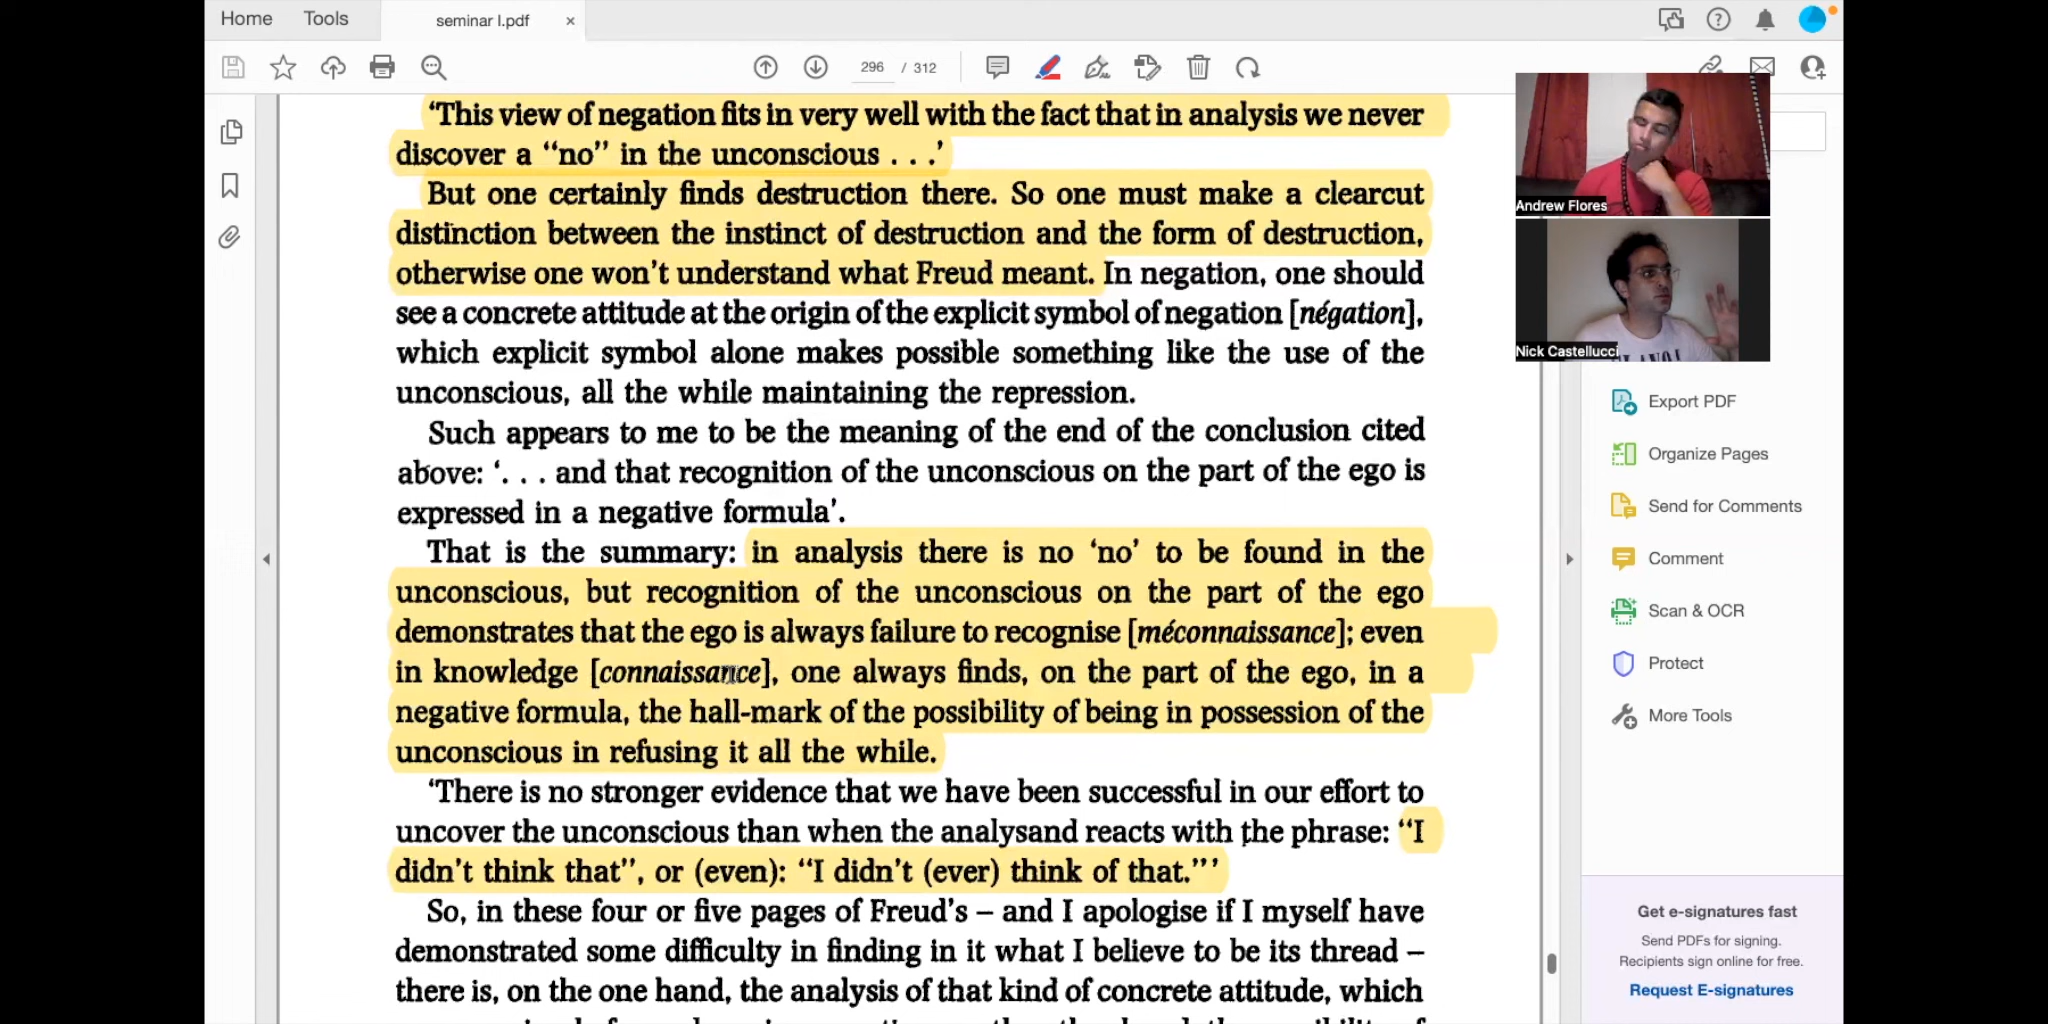 Home Tools seminar I.pdf
296 / 312
‘This view of negation fits in very well with the fact that in analysis we never
discover a “no” in the unconscious . . .’
But one certainly finds destruction there. So one must make a clearcut
distinction between the instinct of destruction and the form of destruction,
otherwise one won’t understand what Freud meant. In negation, one should
see a concrete attitude at the origin of the explicit symbol of negation [négation],
which explicit symbol alone makes possible something like the use of the
unconscious, all the while maintaining the repression.
Such appears to me to be the meaning of the end of the conclusion cited
above: ‘. . . and that recognition of the unconscious on the part of the ego is
expressed in a negative formula’.
That is the summary: in analysis there is no ‘no’ to be found in the
unconscious, but recognition of the unconscious on the part of the ego
demonstrates that the ego is always failure to recognise [méconnaissance]; even
in knowledge [connaissance], one always finds, on the part of the ego, in a
negative formula, the hall-mark of the possibility of being in possession of the
unconscious in refusing it all the while.
‘There is no stronger evidence that we have been successful in our effort to
uncover the unconscious than when the analysand reacts with the phrase: “I
didn’t think that”, or (even): “I didn’t (ever) think of that.”’
So, in these four or five pages of Freud’s – and I apologise if I myself have
demonstrated some difficulty in finding in it what I believe to be its thread –
there is, on the one hand, the analysis of that kind of concrete attitude, which
Andrew Flores
Nick Castellucci
Export PDF
Organize Pages
Send for Comments
Comment
Scan & OCR
Protect
More Tools
Get e-signatures fast
Send PDFs for signing.
Recipients sign online for free.
Request E-signatures